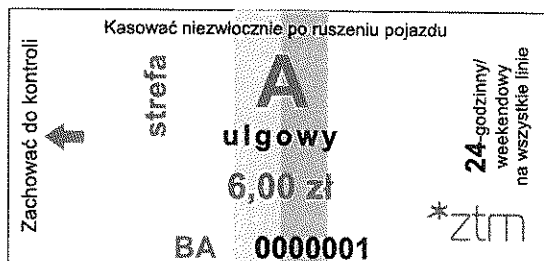 Kasować niezwłocznie po ruszeniu pojazdu
Zachować do kontroli
strefa
A
ulgowy
6,00 zł
BA 0000001
24-godzinny/
weekendowy
na wszystkie linie
*ztm